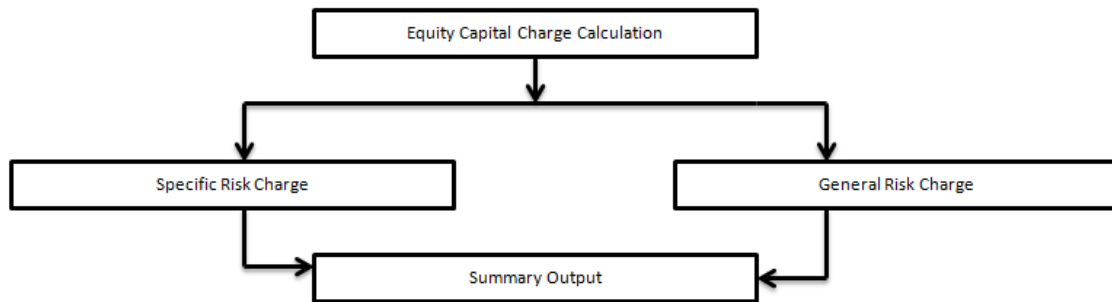 Equity Capital Charge Calculation
Specific Risk Charge
General Risk Charge
Summary Output